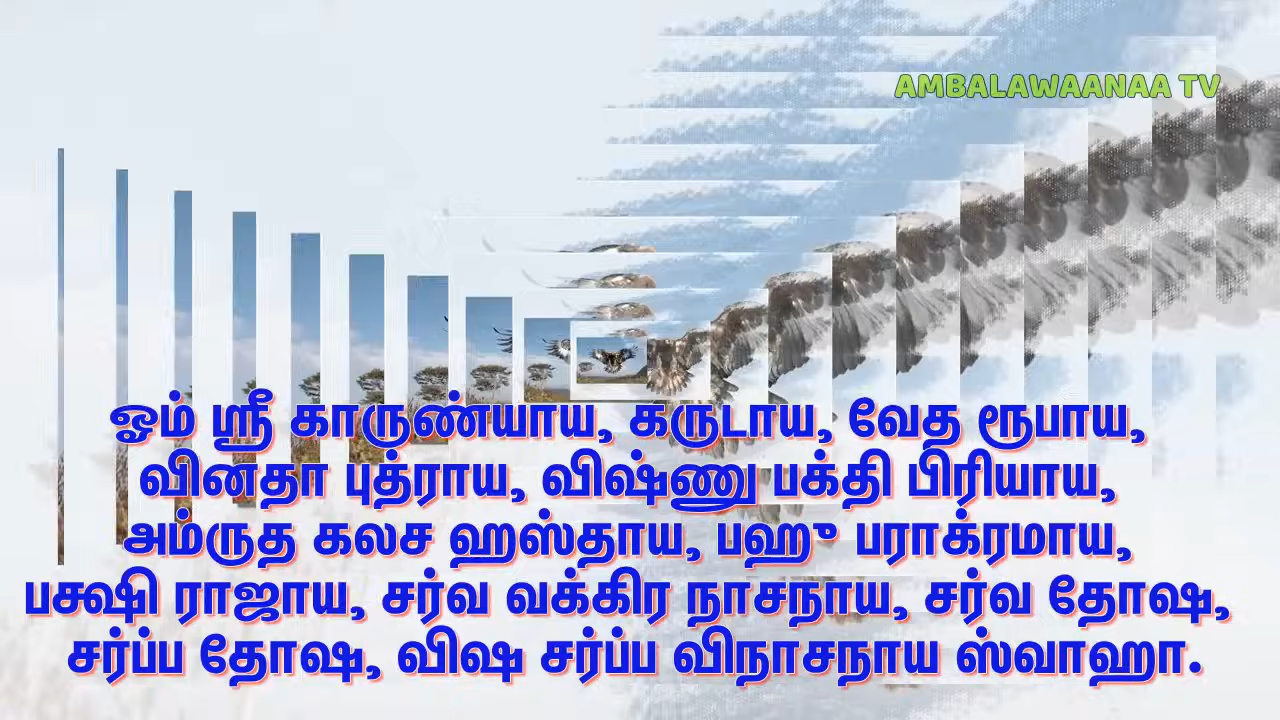 AMBALAWAANAA TV
ஓம் ஸ்ரீ காருண்யாய, கருடாய, வேத ரூபாய,
வினதா புத்ராய, விஷ்ணு பக்தி பிரியாய,
அம்ருத கலச ஹஸ்தாய, பஹு பராக்ரமாய,
பக்ஷி ராஜாய, சர்வ வக்கிர நாசநாய, சர்வ தோஷ,
சர்ப்ப தோஷ, விஷ சர்ப்ப விநாசநாய ஸ்வாஹா.